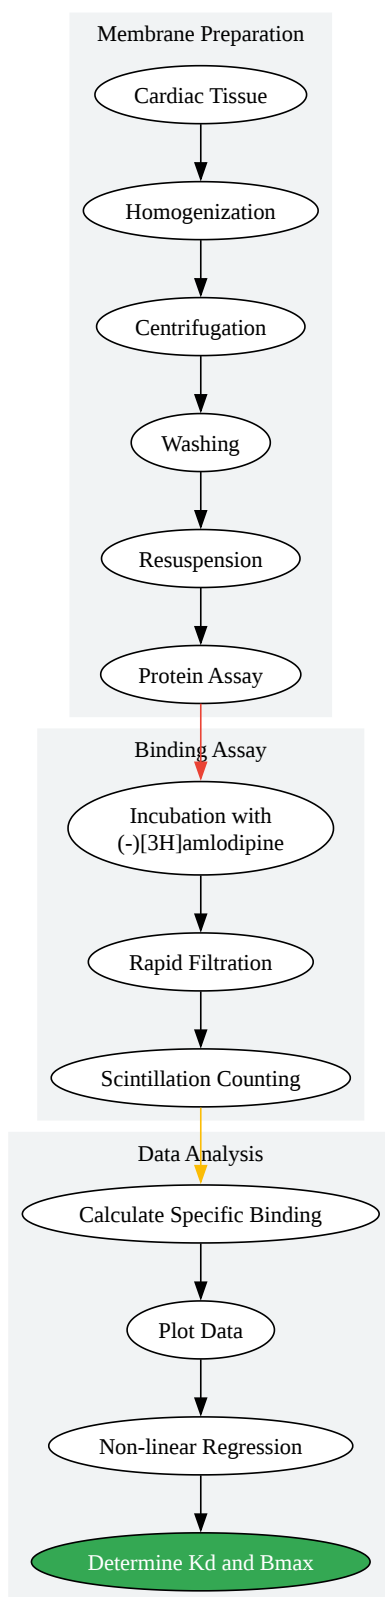 Membrane Preparation
Cardiac Tissue
Homogenization
Centrifugation
Washing
Resuspension
Protein Assay
Binding Assay
Incubation with
(-)[3H]amlodipine
Rapid Filtration
Scintillation Counting
Data Analysis
Calculate Specific Binding
Plot Data
Non-linear Regression
Determine Kd and Bmax